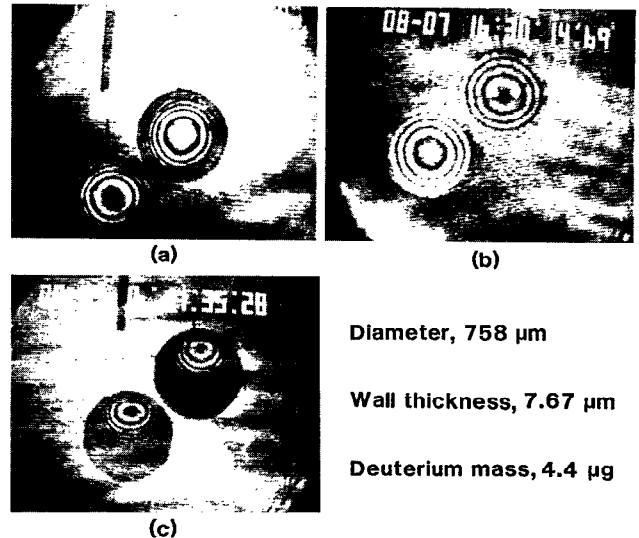 08-07 16:30 14:69
(a)
(b)
:35:28
(c)
Diameter, 758 µm
Wall thickness, 7.67 µm
Deuterium mass, 4.4 µg